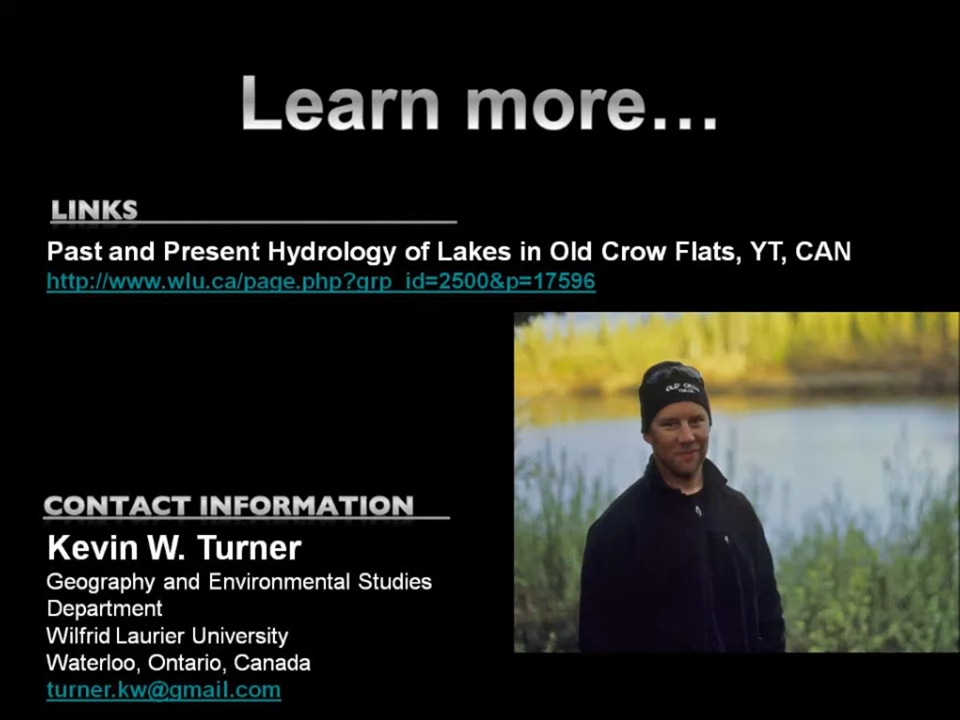 Learn more…
LINKS
Past and Present Hydrology of Lakes in Old Crow Flats, YT, CAN
http://www.wlu.ca/page.php?grp_id=2500&p=17596
OLD CROW
CONTACT INFORMATION
Kevin W. Turner
Geography and Environmental Studies
Department
Wilfrid Laurier University
Waterloo, Ontario, Canada
turner.kw@gmail.com